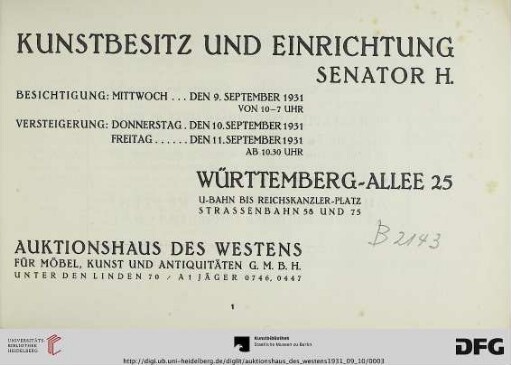 KUNSTBESITZ UND EINRICHTUNG
SENATOR H.
BESICHTIGUNG: MITTWOCH ... DEN 9. SEPTEMBER 1931
VON 10–7 UHR
VERSTEIGERUNG: DONNERSTAG . DEN 10. SEPTEMBER 1931
FREITAG ...... DEN 11. SEPTEMBER 1931
AB 10.30 UHR
WÜRTTEMBERG-ALLEE 25
U-BAHN BIS REICHSKANZLER-PLATZ
STRASSENBAHN 58 UND 75
B 2143
AUKTIONSHAUS DES WESTENS
FÜR MÖBEL, KUNST UND ANTIQUITÄTEN G. M. B. H.
UNTER DEN LINDEN 70 / A1 JÄGER 0746, 0447
1
UNIVERSITÄTS-
BIBLIOTHEK
HEIDELBERG
Kunstbibliothek
Staatliche Museen zu Berlin
DFG
http://digi.ub.uni-heidelberg.de/diglit/auktionshaus_des_westens1931_09_10/0003